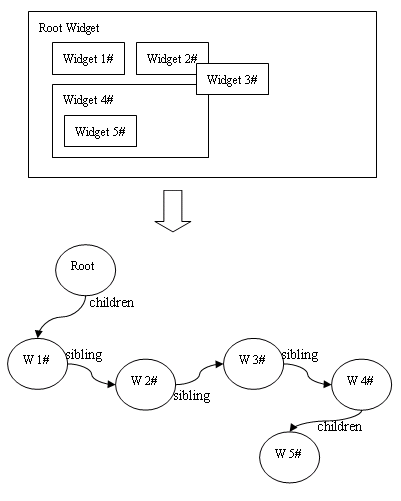 Root Widget
Widget 1#
Widget 2#
Widget 3#
Widget 4#
Widget 5#
Root
children
W 1#
sibling
W 2#
sibling
W 3#
sibling
W 4#
children
W 5#